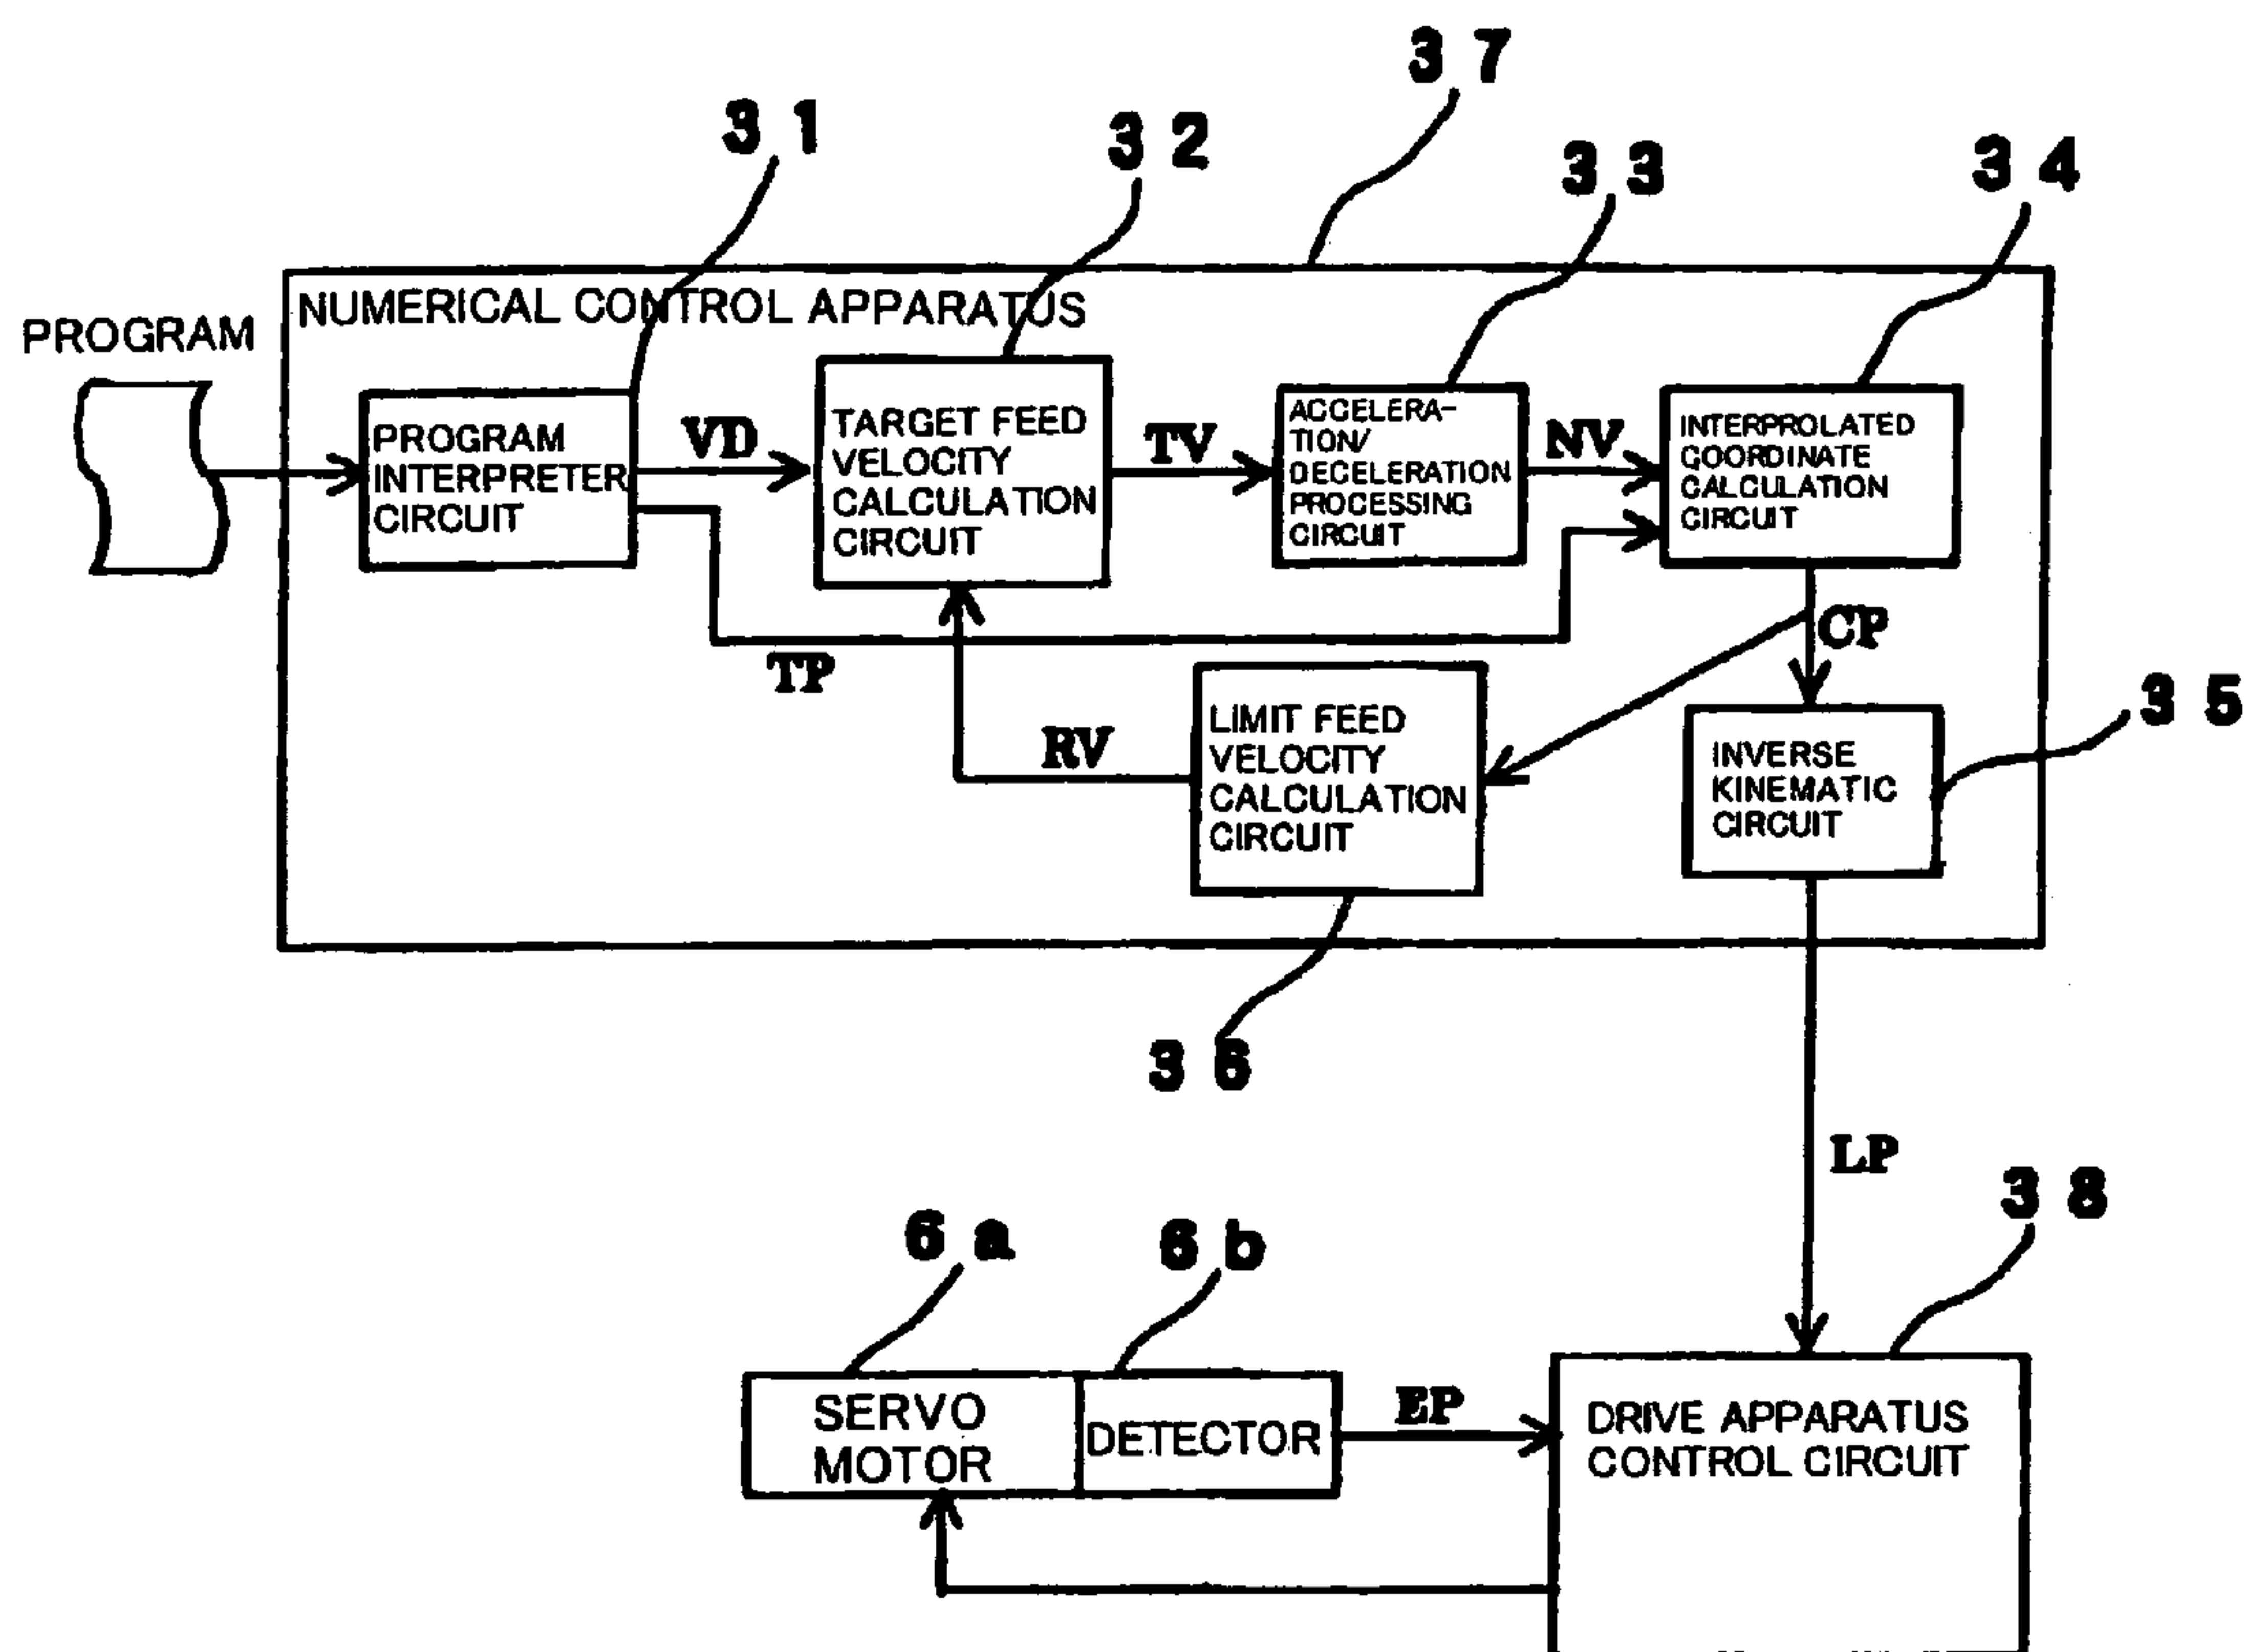 3 7
3 1
3 2
3 3
3 4
NUMERICAL CONTROL APPARATUS
PROGRAM
PROGRAM
INTERPRETER
CIRCUIT
VD
TARGET FEED
VELOCITY
CALCULATION
CIRCUIT
TV
ACCELERA-
TION/
DECELERATION
PROCESSING
CIRCUIT
NV
INTERPROLATED
COORDINATE
CALCULATION
CIRCUIT
TP
CP
RV
LIMIT FEED
VELOCITY
CALCULATION
CIRCUIT
INVERSE
KINEMATIC
CIRCUIT
3 5
3 6
LP
3 8
6 a
6 b
SERVO
MOTOR
DETECTOR
EP
DRIVE APPARATUS
CONTROL CIRCUIT